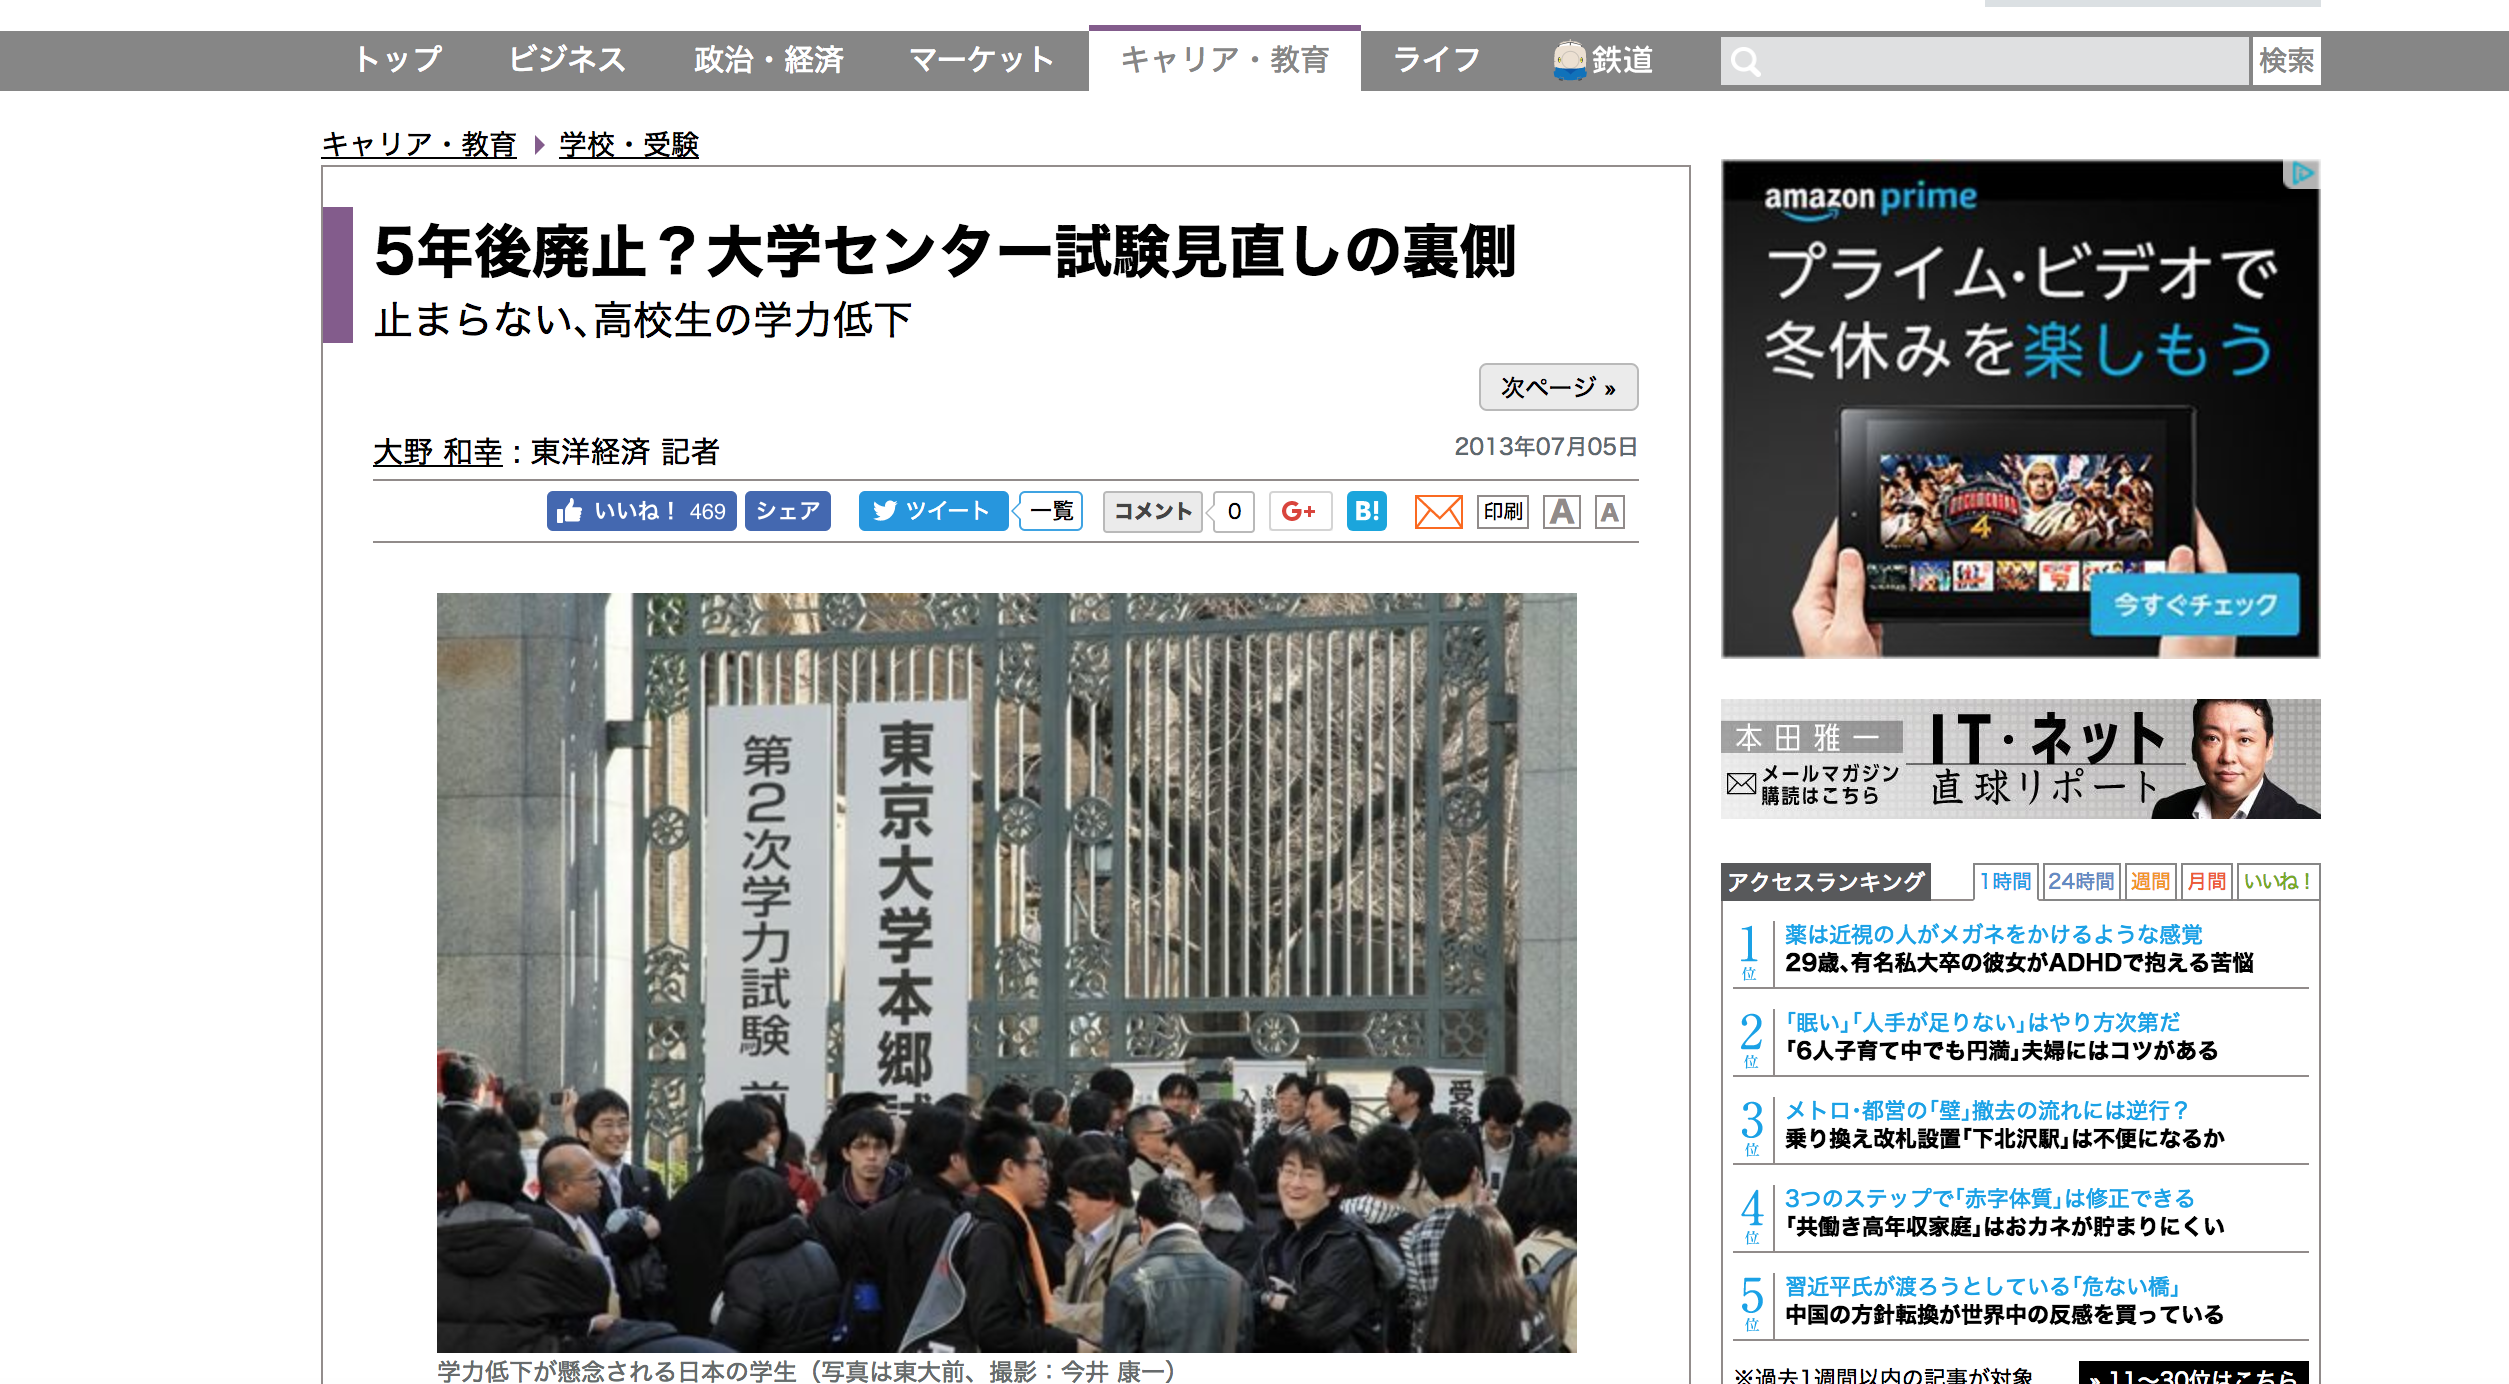 トップ ビジネス 政治・経済 マーケット キャリア・教育 ライフ 鉄道 検索
キャリア・教育 学校・受験
5年後廃止？大学センター試験見直しの裏側
止まらない、高校生の学力低下
次ページ »
大野 和幸 : 東洋経済 記者
2013年07月05日
いいね！ 469 シェア ツイート 一覧 コメント 0 G+ B! 印刷 A A
東京大学本郷試
第２次学力試験 前
入
受験
学力低下が懸念される日本の学生（写真は東大前、撮影：今井 康一）
amazon prime
プライム・ビデオで
冬休みを楽しもう
4
今すぐチェック
本田雅一
メールマガジン
購読はこちら
IT・ネット
直球リポート
アクセスランキング 1時間 24時間 週間 月間 いいね！
1位
薬は近視の人がメガネをかけるような感覚
29歳、有名私大卒の彼女がADHDで抱える苦悩
2位
「眠い」「人手が足りない」はやり方次第だ
「6人子育て中でも円満」夫婦にはコツがある
3位
メトロ・都営の「壁」撤去の流れには逆行？
乗り換え改札設置「下北沢駅」は不便になるか
4位
3つのステップで「赤字体質」は修正できる
「共働き高年収家庭」はおカネが貯まりにくい
5位
習近平氏が渡ろうとしている「危ない橋」
中国の方針転換が世界中の反感を買っている
※過去1週間以内の記事が対象
» 11〜30位はこちら